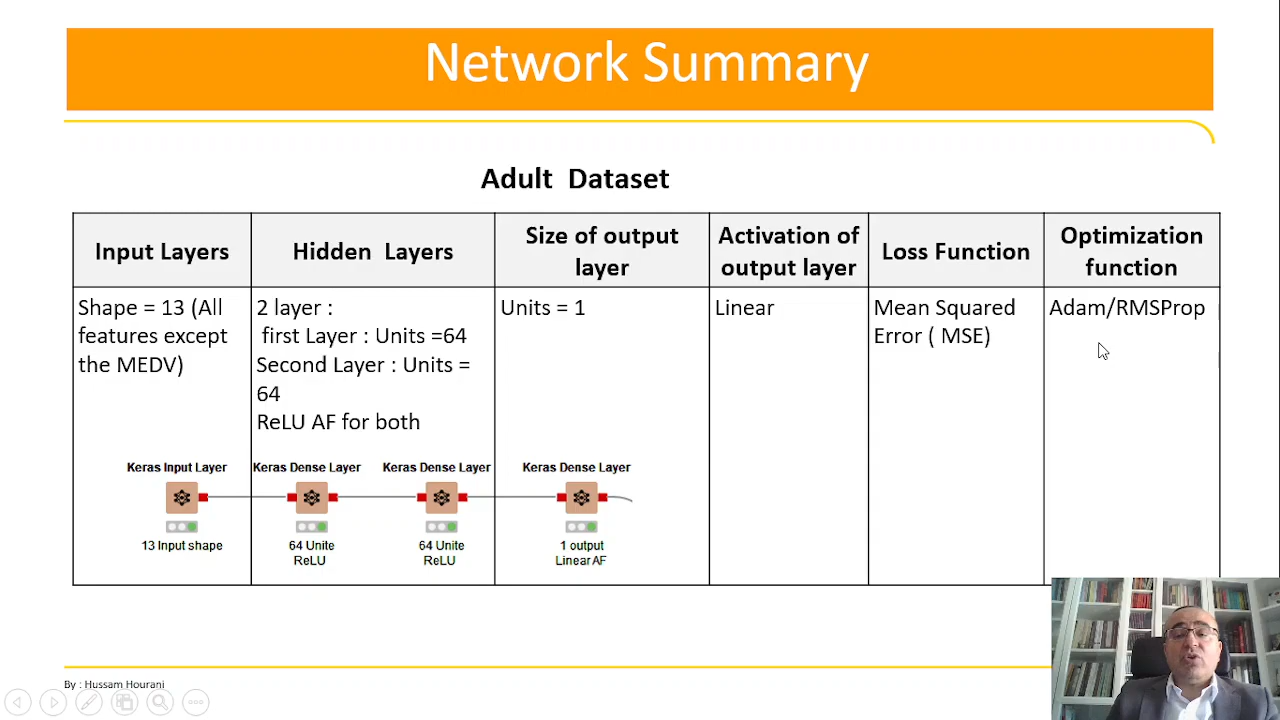 Network Summary
Adult Dataset
Input Layers
Hidden Layers
Size of output
layer
Activation of
output layer
Loss Function
Optimization
function
Shape = 13 (All
features except
the MEDV)
2 layer :
first Layer : Units =64
Second Layer : Units =
64
ReLU AF for both
Units = 1
Linear
Mean Squared
Error ( MSE)
Adam/RMSProp
Keras Input Layer
Keras Dense Layer
Keras Dense Layer
Keras Dense Layer
13 Input shape
64 Unite
ReLU
64 Unite
ReLU
1 output
Linear AF
By : Hussam Hourani